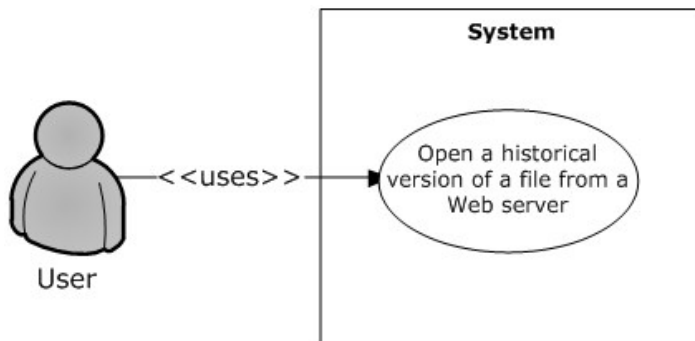 System
Open a historical
version of a file from a
Web server
<<uses>>
User